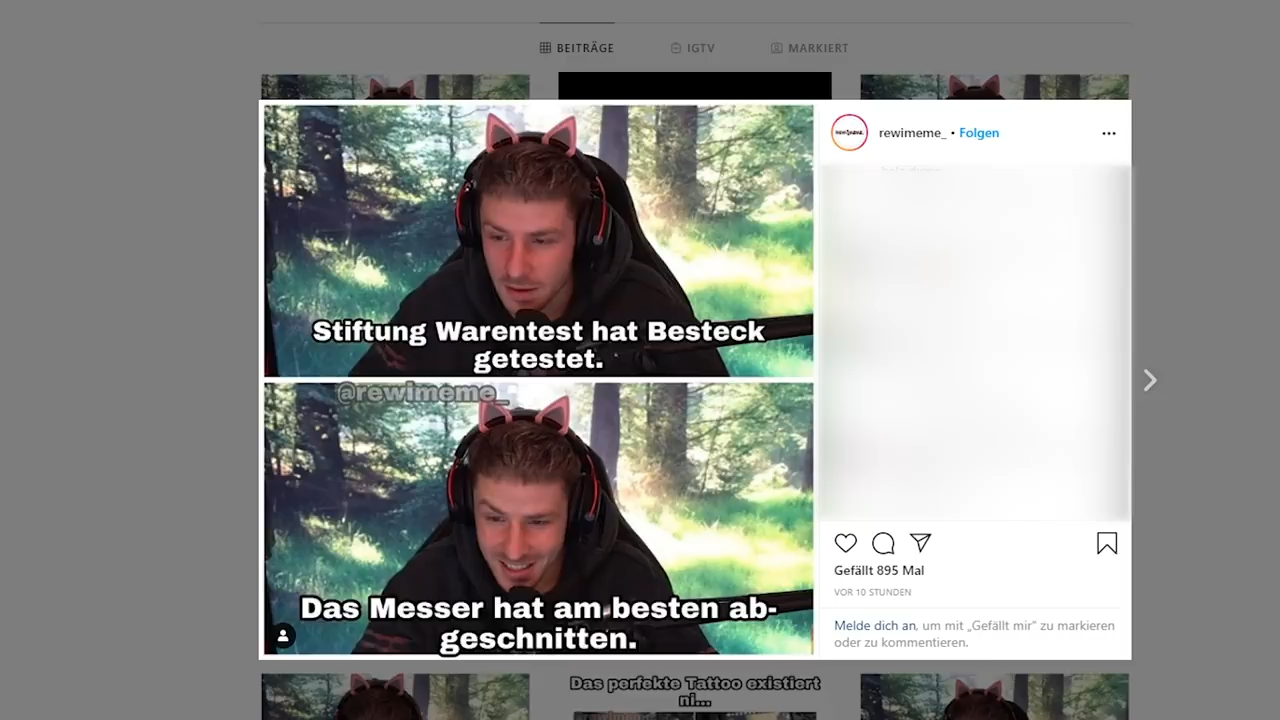 BEITRÄGE
IGTV
MARKIERT
rewimeme_ • Folgen
Stiftung Warentest hat Besteck
getestet.
@rewimeme_
Das Messer hat am besten ab-
geschnitten.
Gefällt 895 Mal
VOR 10 STUNDEN
Melde dich an, um mit „Gefällt mir“ zu markieren
oder zu kommentieren.
Das perfekte Tattoo existiert
ni...